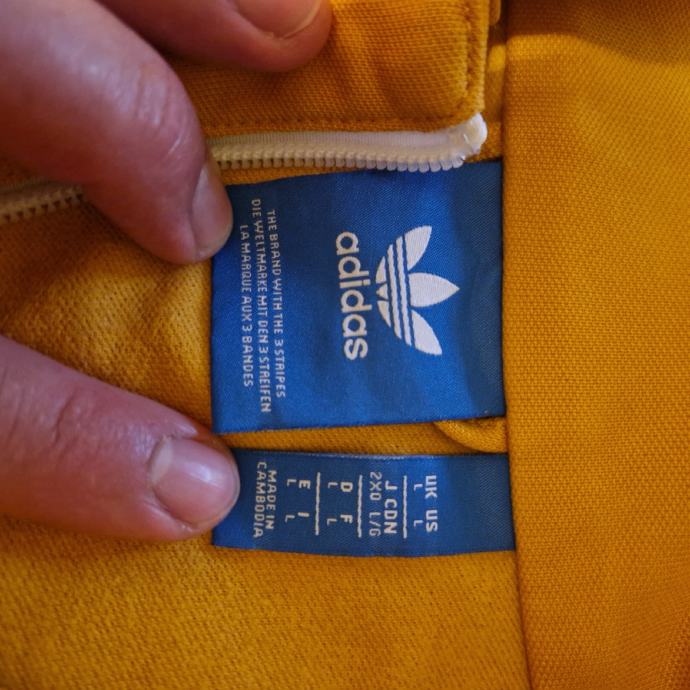 adidas
THE BRAND WITH THE 3 STRIPES
DIE WELTMARKE MIT DEN 3 STREIFEN
LA MARQUE AUX 3 BANDES
UK US
L L
J CDN
2XO L/G
D F
L L
E I
L L
MADE IN
CAMBODIA